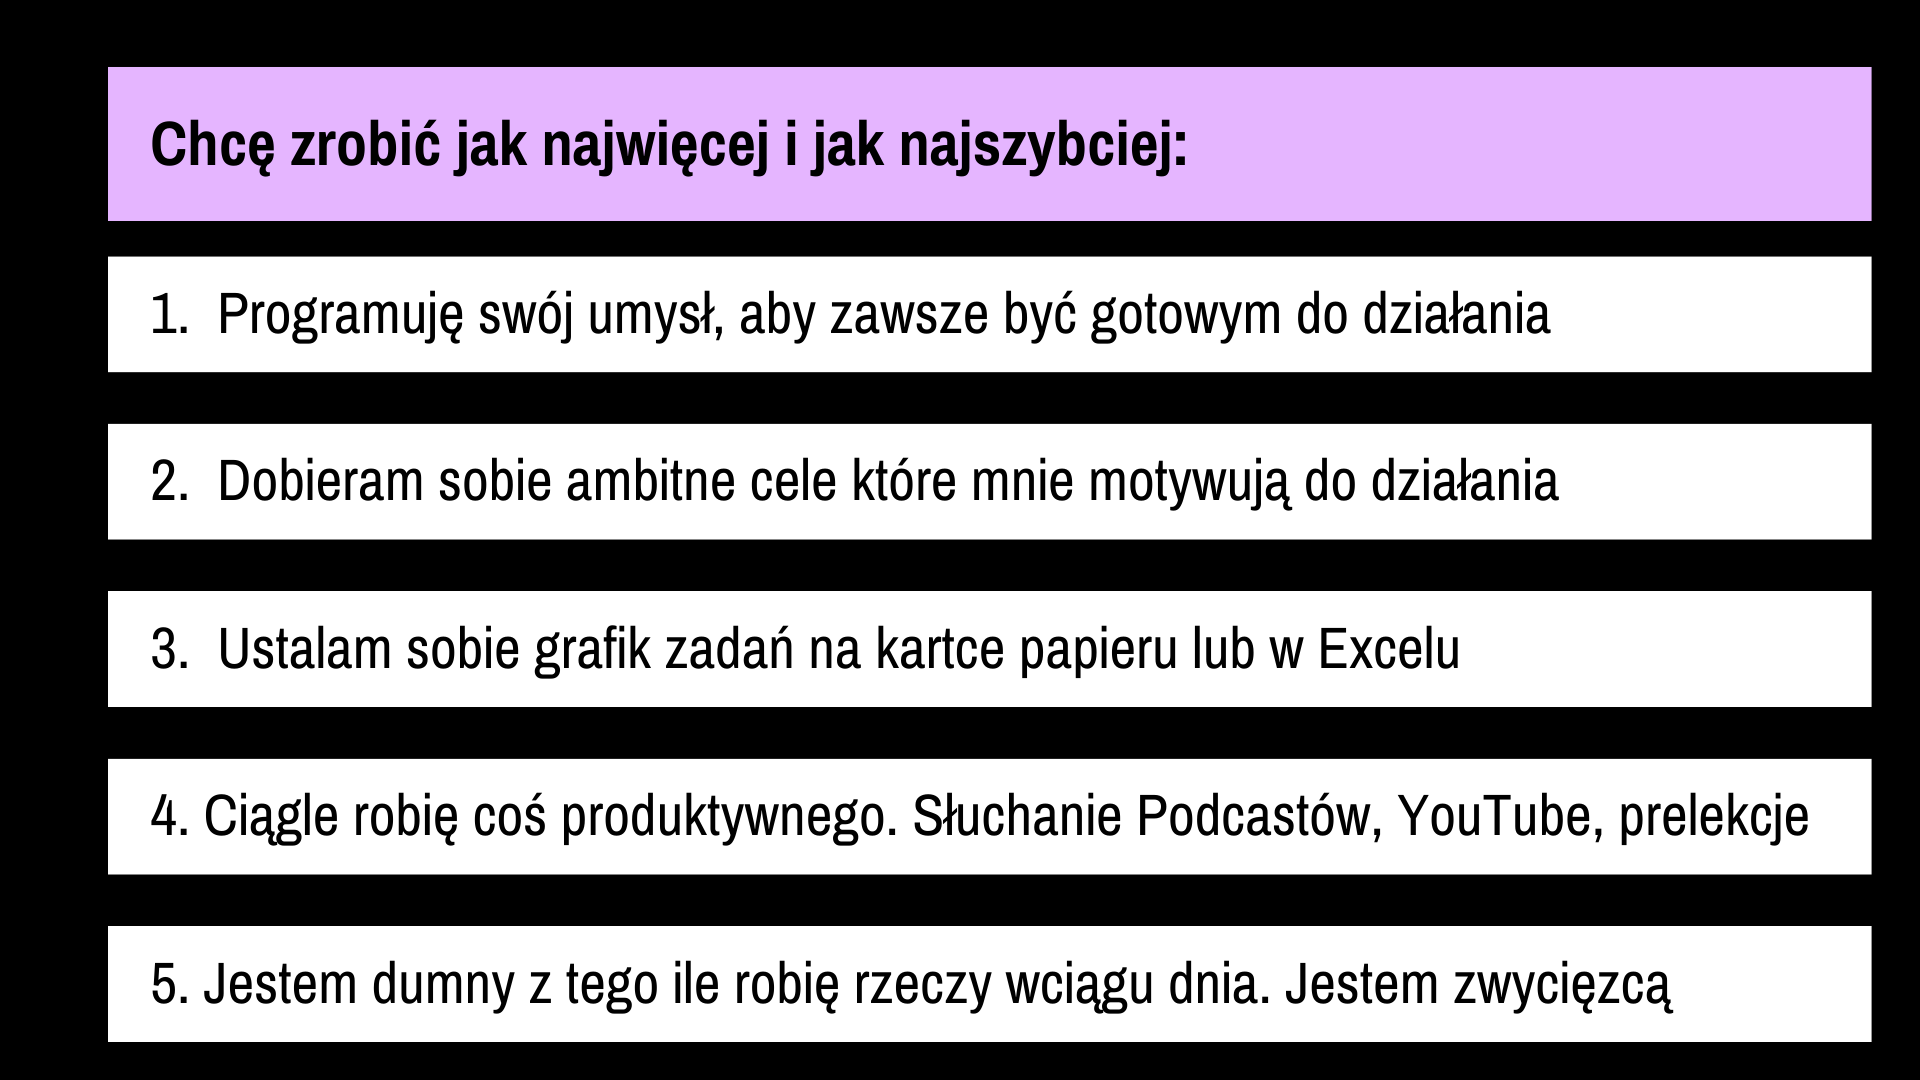 Chcę zrobić jak najwięcej i jak najszybciej:
1. Programuję swój umysł, aby zawsze być gotowym do działania
2. Dobieram sobie ambitne cele które mnie motywują do działania
3. Ustalam sobie grafik zadań na kartce papieru lub w Excelu
4. Ciągle robię coś produktywnego. Słuchanie Podcastów, YouTube, prelekcje
5. Jestem dumny z tego ile robię rzeczy wciągu dnia. Jestem zwycięzcą